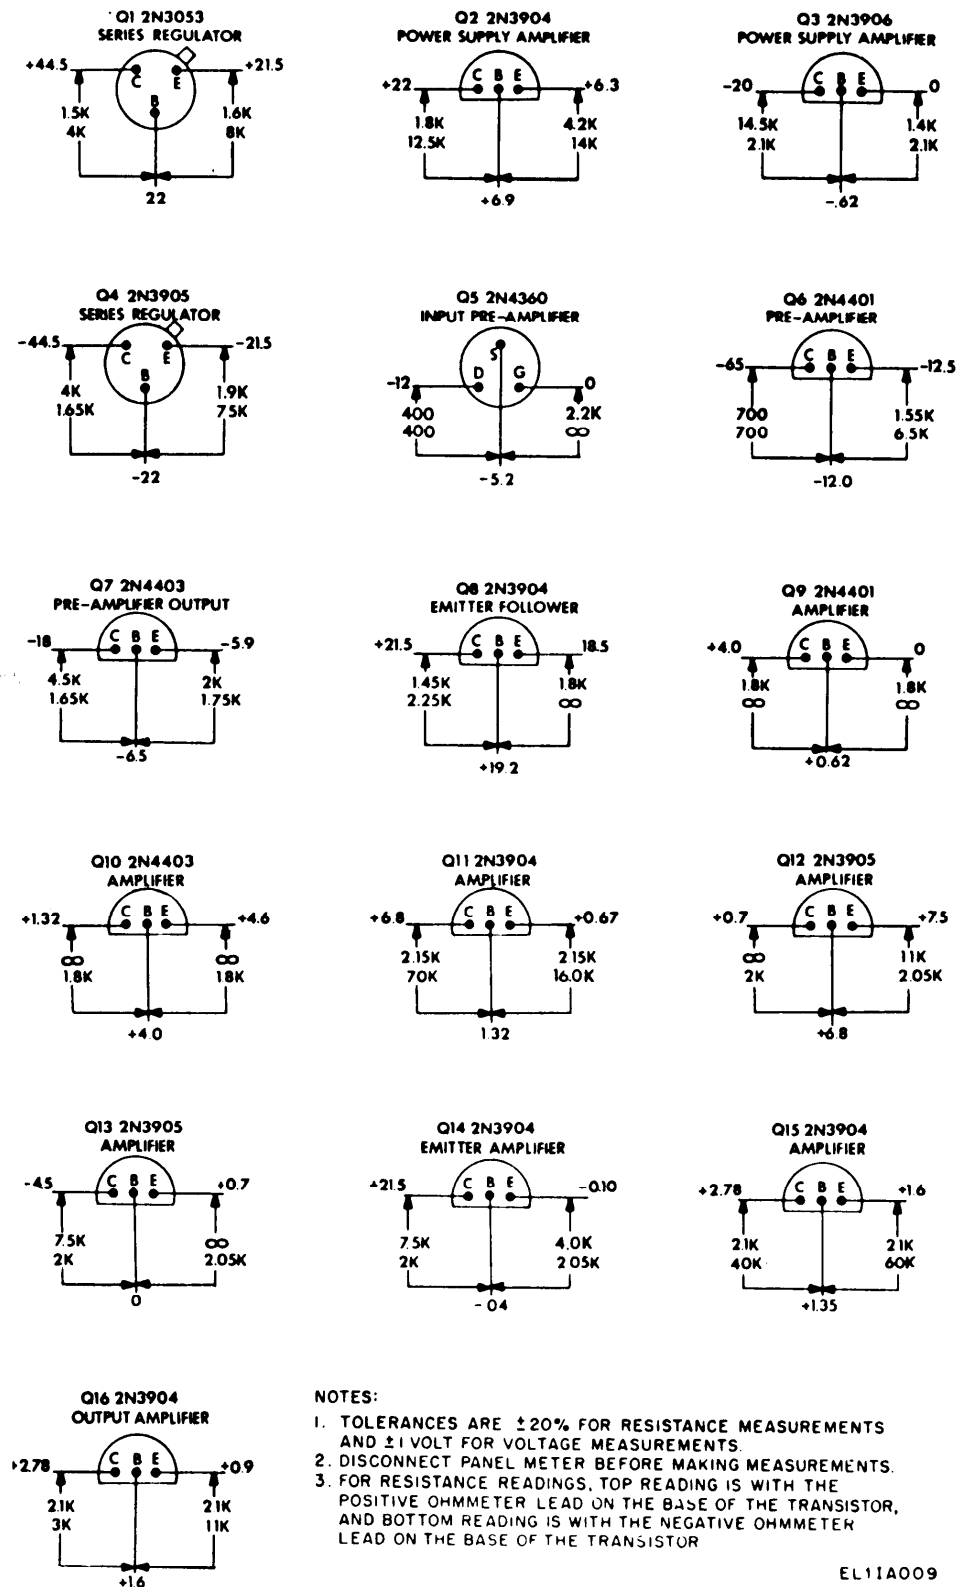 Q1 2N3053
SERIES REGULATOR
+44.5
C
E
+21.5
B
1.5K
4K
1.6K
8K
22
Q2 2N3904
POWER SUPPLY AMPLIFIER
+22
C B E
+6.3
1.8K
12.5K
4.2K
14K
+6.9
Q3 2N3906
POWER SUPPLY AMPLIFIER
-20
C B E
0
14.5K
2.1K
1.4K
2.1K
-.62
Q4 2N3905
SERIES REGULATOR
-44.5
C
E
-21.5
B
4K
1.65K
1.9K
75K
-22
Q5 2N4360
INPUT PRE-AMPLIFIER
S
D
G
-12
0
400
400
2.2K
∞
-5.2
Q6 2N4401
PRE-AMPLIFIER
-65
C B E
-12.5
700
700
1.55K
6.5K
-12.0
Q7 2N4403
PRE-AMPLIFIER OUTPUT
-18
C B E
-5.9
4.5K
1.65K
2K
1.75K
-6.5
Q8 2N3904
EMITTER FOLLOWER
+21.5
C B E
18.5
1.45K
2.25K
1.8K
∞
+19.2
Q9 2N4401
AMPLIFIER
+4.0
C B E
0
1.8K
∞
1.8K
∞
+0.62
Q10 2N4403
AMPLIFIER
+1.32
C B E
+4.6
∞
1.8K
∞
1.8K
+4.0
Q11 2N3904
AMPLIFIER
+6.8
C B E
+0.67
2.15K
70K
2.15K
16.0K
1.32
Q12 2N3905
AMPLIFIER
+0.7
C B E
+7.5
∞
2K
11K
2.05K
+6.8
Q13 2N3905
AMPLIFIER
-4.5
C B E
+0.7
7.5K
2K
∞
2.05K
0
Q14 2N3904
EMITTER AMPLIFIER
+21.5
C B E
-0.10
7.5K
2K
4.0K
2.05K
-04
Q15 2N3904
AMPLIFIER
+2.78
C B E
+1.6
2.1K
40K
2.1K
60K
+1.35
Q16 2N3904
OUTPUT AMPLIFIER
+2.78
C B E
+0.9
2.1K
3K
2.1K
11K
+1.6
NOTES:
1. TOLERANCES ARE ±20% FOR RESISTANCE MEASUREMENTS
AND ±1 VOLT FOR VOLTAGE MEASUREMENTS.
2. DISCONNECT PANEL METER BEFORE MAKING MEASUREMENTS.
3. FOR RESISTANCE READINGS, TOP READING IS WITH THE
POSITIVE OHMMETER LEAD ON THE BASE OF THE TRANSISTOR,
AND BOTTOM READING IS WITH THE NEGATIVE OHMMETER
LEAD ON THE BASE OF THE TRANSISTOR
EL1IA009